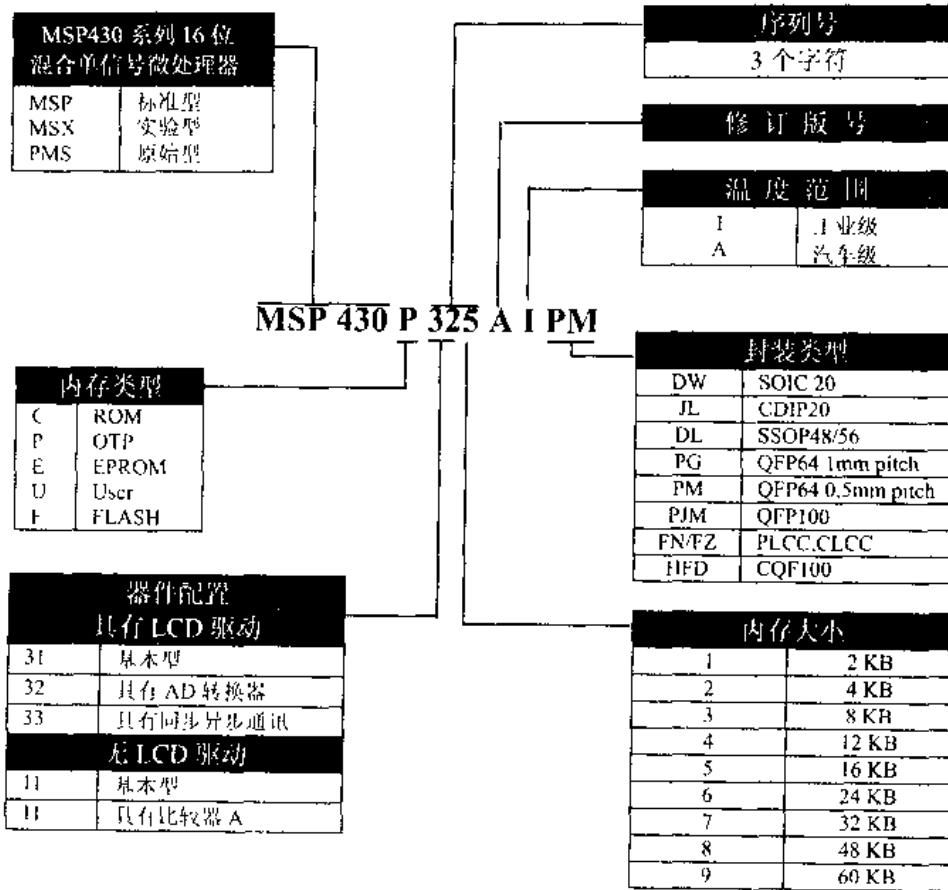 MSP430 系列 16 位
混合单信号微处理器
MSP 标准型
MSX 实验型
PMS 原始型
序列号
3 个字符
修 订 版 号
温 度 范 围
I 工业级
A 汽车级
MSP 430 P 325 A I PM
内存类型
C ROM
P OTP
E EPROM
U User
F FLASH
封装类型
DW SOIC 20
JL CDIP20
DL SSOP48/56
PG QFP64 1mm pitch
PM QFP64 0.5mm pitch
PJM QFP100
FN/FZ PLCC.CLCC
HFD CQF100
器件配置
具有 LCD 驱动
31 基本型
32 具有 AD 转换器
33 具有同步异步通讯
无 LCD 驱动
11 基本型
11 具有比较器 A
内存大小
1 2 KB
2 4 KB
3 8 KB
4 12 KB
5 16 KB
6 24 KB
7 32 KB
8 48 KB
9 60 KB